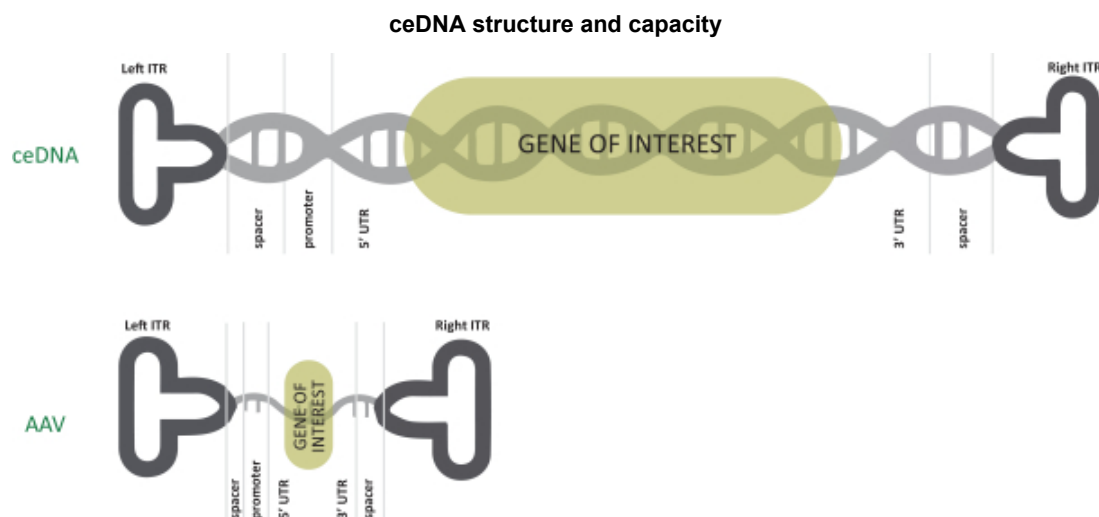 ceDNA structure and capacity
Left ITR
Right ITR
ceDNA
GENE OF INTEREST
spacer
promoter
5' UTR
3' UTR
spacer
Left ITR
Right ITR
AAV
GENE OF
INTEREST
spacer
promoter
5' UTR
3' UTR
spacer